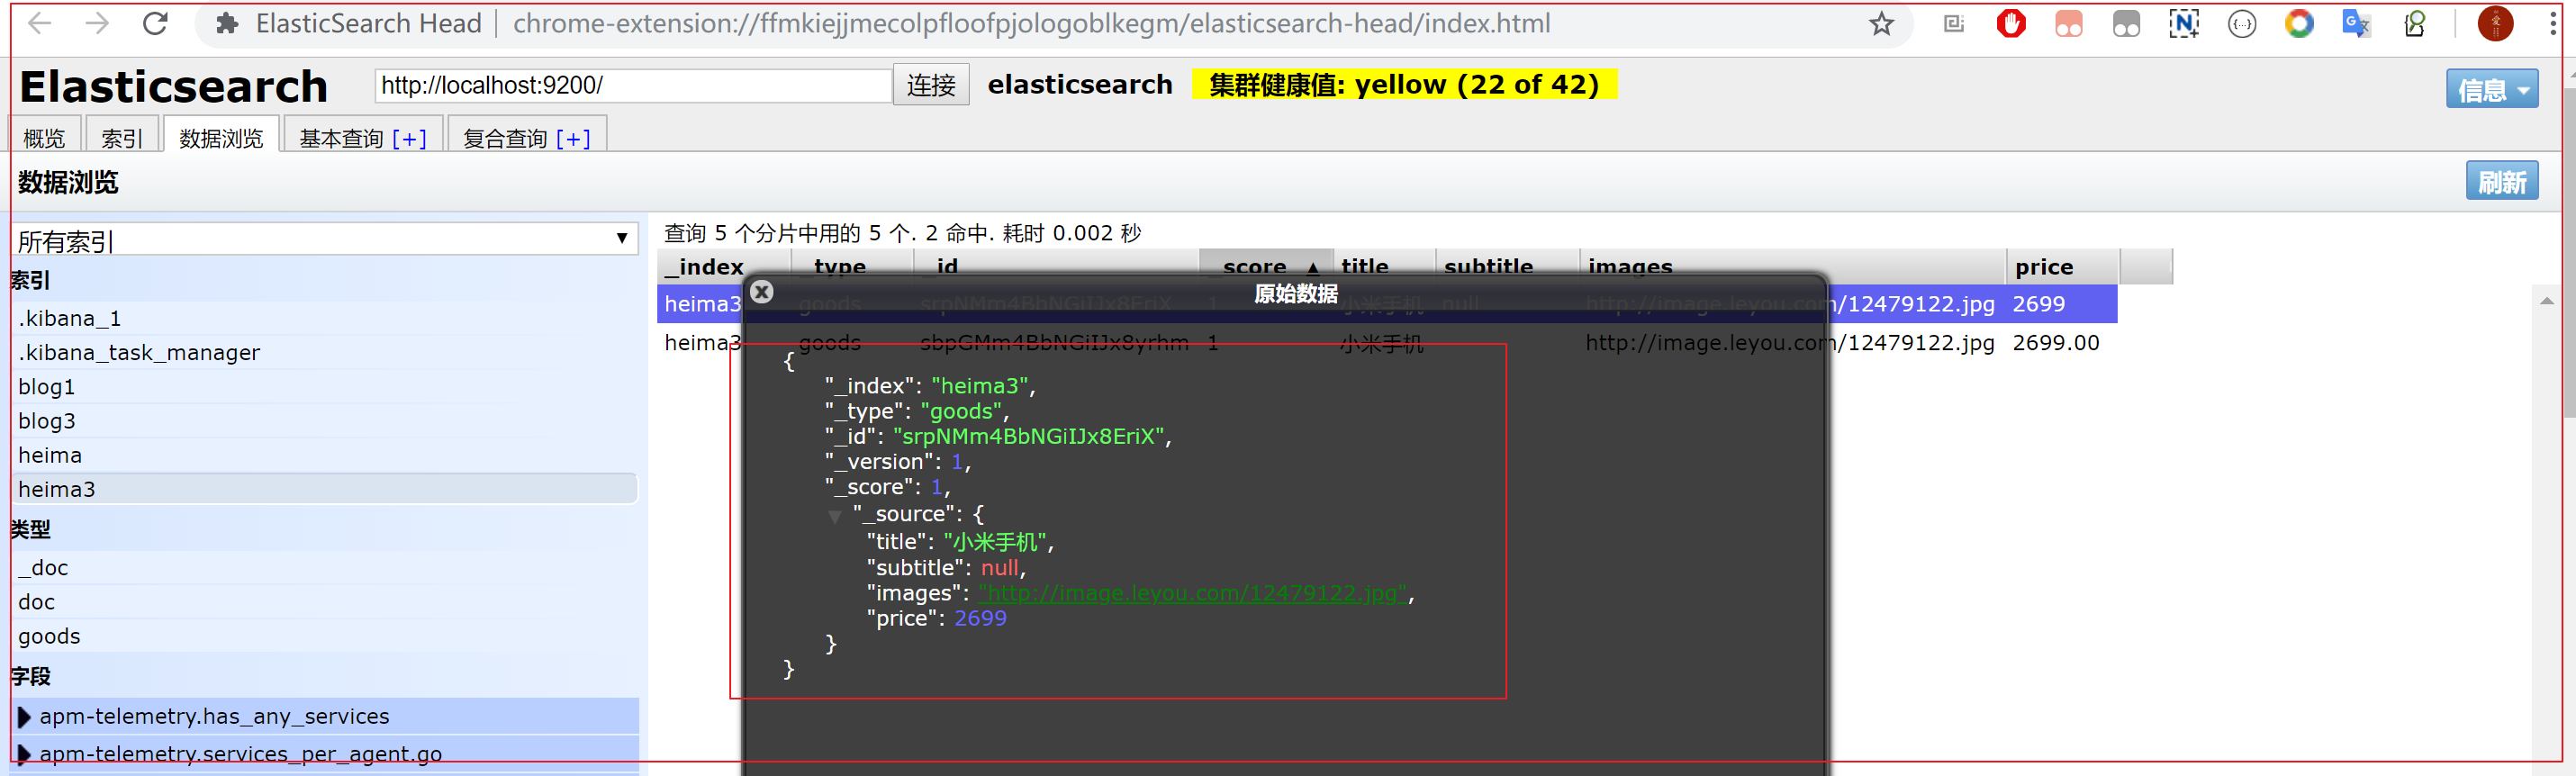 ElasticSearch Head | chrome-extension://ffmkiejjmecolpfloofpjologoblkegm/elasticsearch-head/index.html
Elasticsearch http://localhost:9200/ 连接 elasticsearch 集群健康值: yellow (22 of 42) 信息
概览 索引 数据浏览 基本查询 [+] 复合查询 [+]
数据浏览 刷新
所有索引
索引
.kibana_1
.kibana_task_manager
blog1
blog3
heima
heima3
类型
_doc
doc
goods
字段
apm-telemetry.has_any_services
apm-telemetry.services_per_agent.go
查询 5 个分片中用的 5 个. 2 命中. 耗时 0.002 秒
_index _type _id _score ▲ title subtitle images price
heima3 goods srpNMm4BbNGiIJx8EriX 1 小米手机 null http://image.leyou.com/12479122.jpg 2699
heima3 goods sbpGMm4BbNGiIJx8yrhm 1 小米手机 http://image.leyou.com/12479122.jpg 2699.00
原始数据
{
"_index": "heima3",
"_type": "goods",
"_id": "srpNMm4BbNGiIJx8EriX",
"_version": 1,
"_score": 1,
"_source": {
"title": "小米手机",
"subtitle": null,
"images": "http://image.leyou.com/12479122.jpg",
"price": 2699
}
}